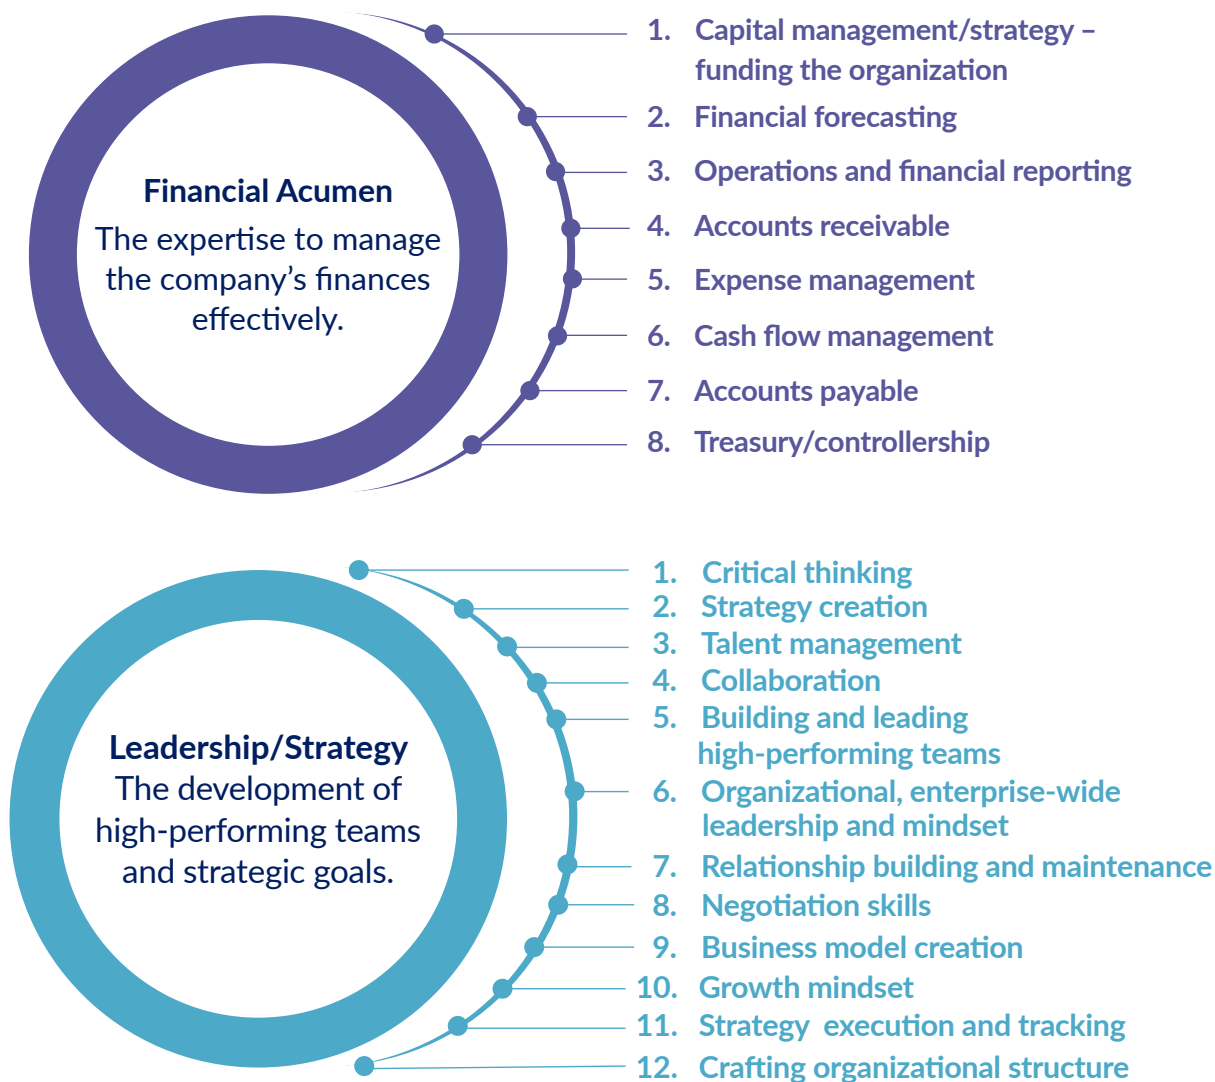 Financial Acumen
The expertise to manage
the company’s finances
effectively.
1. Capital management/strategy –
funding the organization
2. Financial forecasting
3. Operations and financial reporting
4. Accounts receivable
5. Expense management
6. Cash flow management
7. Accounts payable
8. Treasury/controllership
Leadership/Strategy
The development of
high-performing teams
and strategic goals.
1. Critical thinking
2. Strategy creation
3. Talent management
4. Collaboration
5. Building and leading
high-performing teams
6. Organizational, enterprise-wide
leadership and mindset
7. Relationship building and maintenance
8. Negotiation skills
9. Business model creation
10. Growth mindset
11. Strategy  execution and tracking
12. Crafting organizational structure